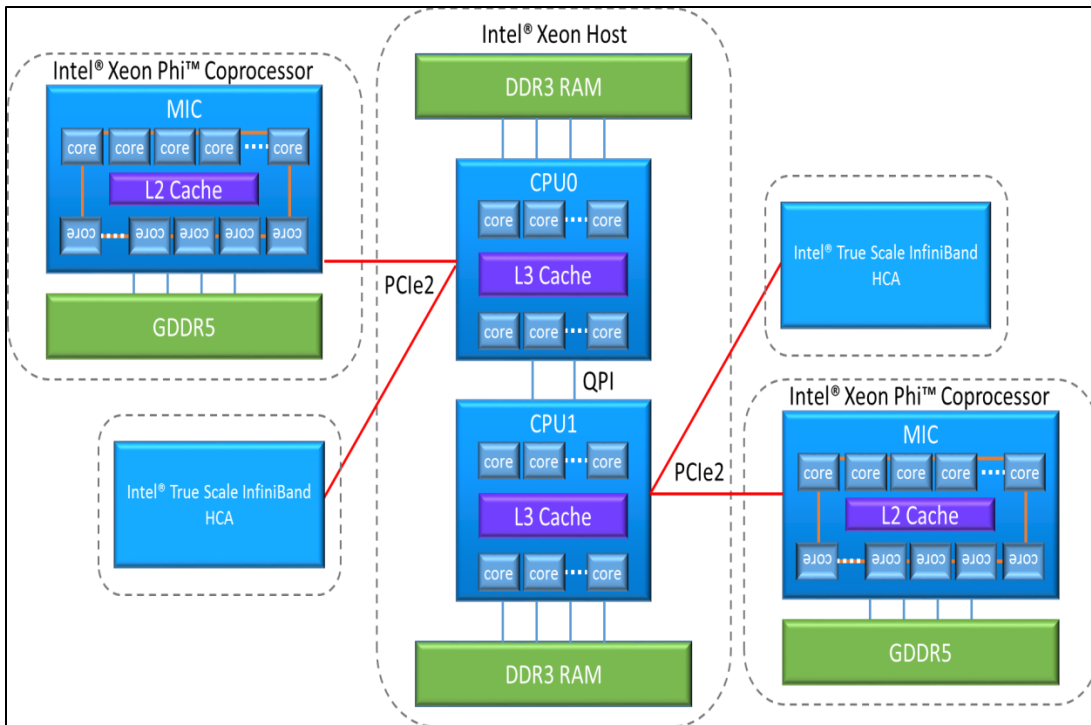 Intel® Xeon Host
DDR3 RAM
CPU0
core core core
L3 Cache
core core core
QPI
CPU1
core core core
L3 Cache
core core core
DDR3 RAM
Intel® Xeon Phi™ Coprocessor
MIC
core core core core core
L2 Cache
core core core core core
GDDR5
PCIe2
Intel® True Scale InfiniBand
HCA
Intel® True Scale InfiniBand
HCA
PCIe2
Intel® Xeon Phi™ Coprocessor
MIC
core core core core core
L2 Cache
core core core core core
GDDR5